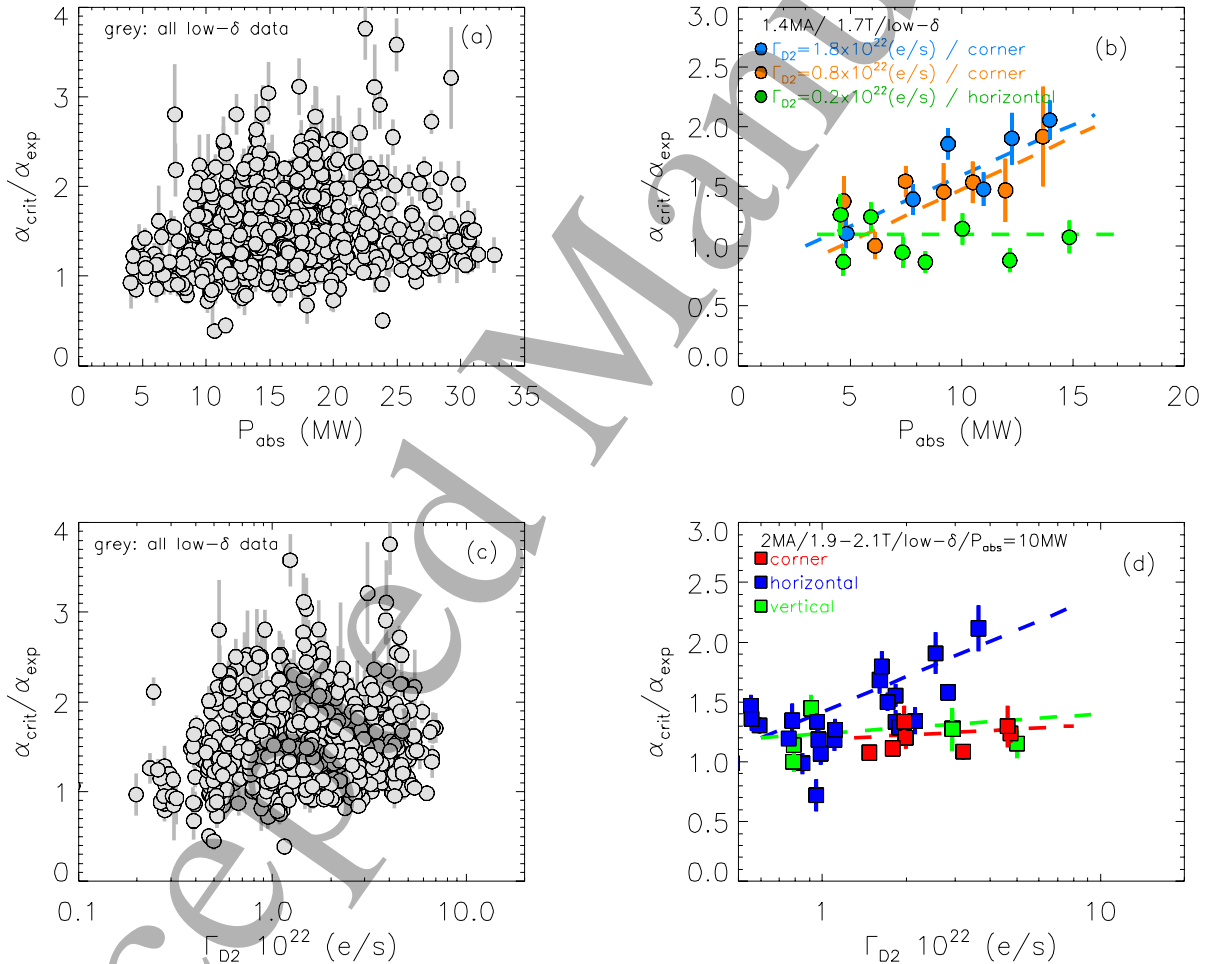 grey: all low-δ data
(a)
α_crit/α_exp
4
3
2
1
0
0 5 10 15 20 25 30 35
P_abs (MW)
1.4MA/ 1.7T/low-δ
(b)
Γ_D2=1.8x10^22(e/s) / corner
Γ_D2=0.8x10^22(e/s) / corner
Γ_D2=0.2x10^22(e/s) / horizontal
α_crit/α_exp
3.0
2.5
2.0
1.5
1.0
0.5
0.0
0 5 10 15 20
P_abs (MW)
grey: all low-δ data
(c)
α_crit/α_exp
4
3
2
1
0
0.1 1.0 10.0
Γ_D2 10^22 (e/s)
2MA/1.9-2.1T/low-δ/P_abs=10MW
(d)
corner
horizontal
vertical
α_crit/α_exp
3.0
2.5
2.0
1.5
1.0
0.5
0.0
1 10
Γ_D2 10^22 (e/s)